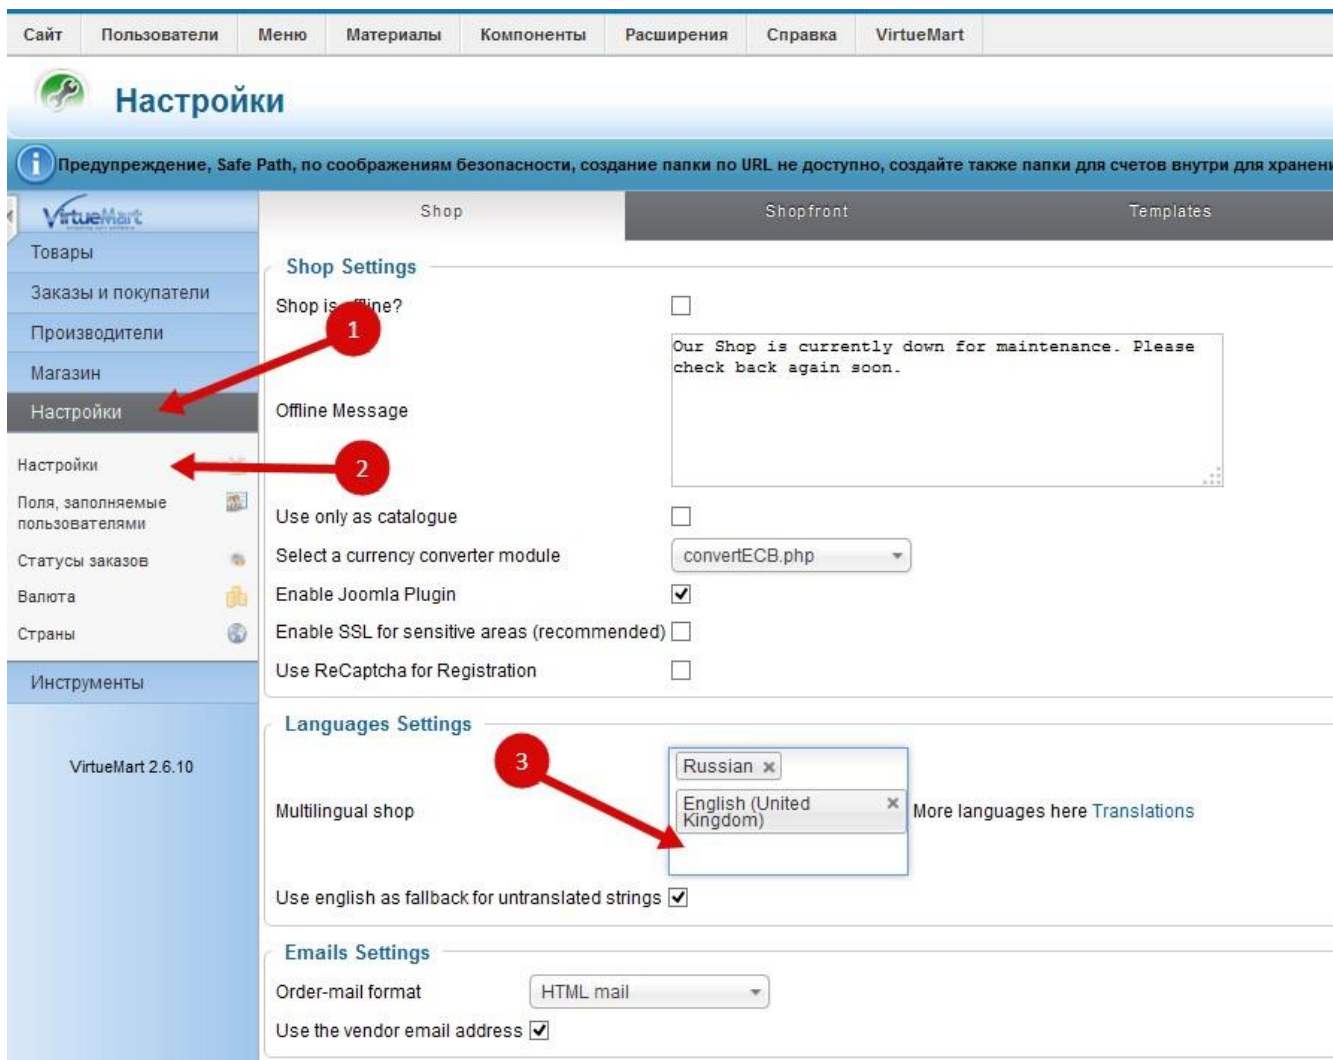 Сайт Пользователи Меню Материалы Компоненты Расширения Справка VirtueMart
Настройки
Предупреждение, Safe Path, по соображениям безопасности, создание папки по URL не доступно, создайте также папки для счетов внутри для хранени
VirtueMart
Shop Shopfront Templates
Товары
Заказы и покупатели
Производители
Магазин
Настройки
Настройки
Поля, заполняемые
пользователями
Статусы заказов
Валюта
Страны
Инструменты
VirtueMart 2.6.10
Shop Settings
Shop is offline?
1
Our Shop is currently down for maintenance. Please
check back again soon.
Offline Message
2
Use only as catalogue
Select a currency converter module convertECB.php
Enable Joomla Plugin
Enable SSL for sensitive areas (recommended)
Use ReCaptcha for Registration
Languages Settings
3
Russian
English (United
Kingdom)
Multilingual shop
More languages here Translations
Use english as fallback for untranslated strings
Emails Settings
Order-mail format HTML mail
Use the vendor email address